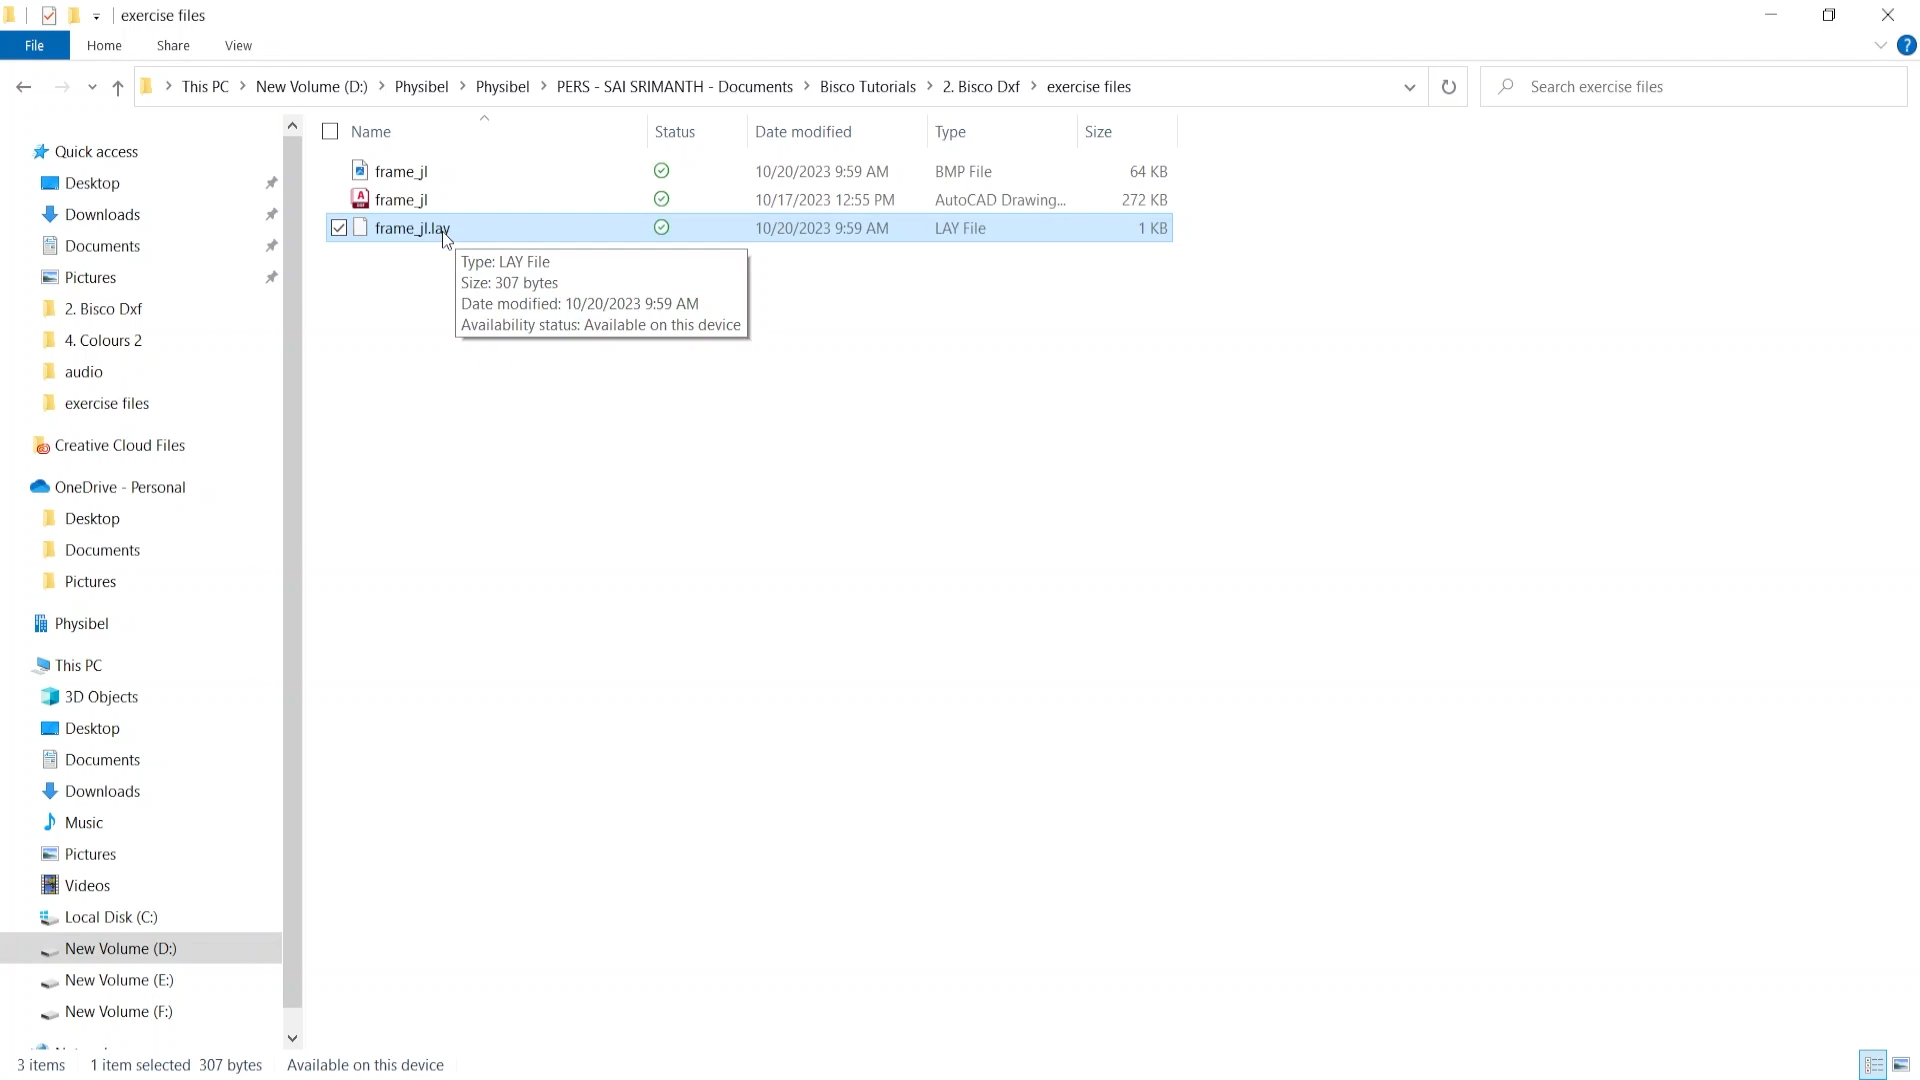 exercise files
File Home Share View
This PC New Volume (D:) Physibel Physibel PERS - SAI SRIMANTH - Documents Bisco Tutorials 2. Bisco Dxf exercise files Search exercise files
Name Status Date modified Type Size
frame_jl 10/20/2023 9:59 AM BMP File 64 KB
frame_jl 10/17/2023 12:55 PM AutoCAD Drawing... 272 KB
frame_jl.lay 10/20/2023 9:59 AM LAY File 1 KB
Type: LAY File
Size: 307 bytes
Date modified: 10/20/2023 9:59 AM
Availability status: Available on this device
Quick access
Desktop
Downloads
Documents
Pictures
2. Bisco Dxf
4. Colours 2
audio
exercise files
Creative Cloud Files
OneDrive - Personal
Desktop
Documents
Pictures
Physibel
This PC
3D Objects
Desktop
Documents
Downloads
Music
Pictures
Videos
Local Disk (C:)
New Volume (D:)
New Volume (E:)
New Volume (F:)
3 items 1 item selected 307 bytes Available on this device